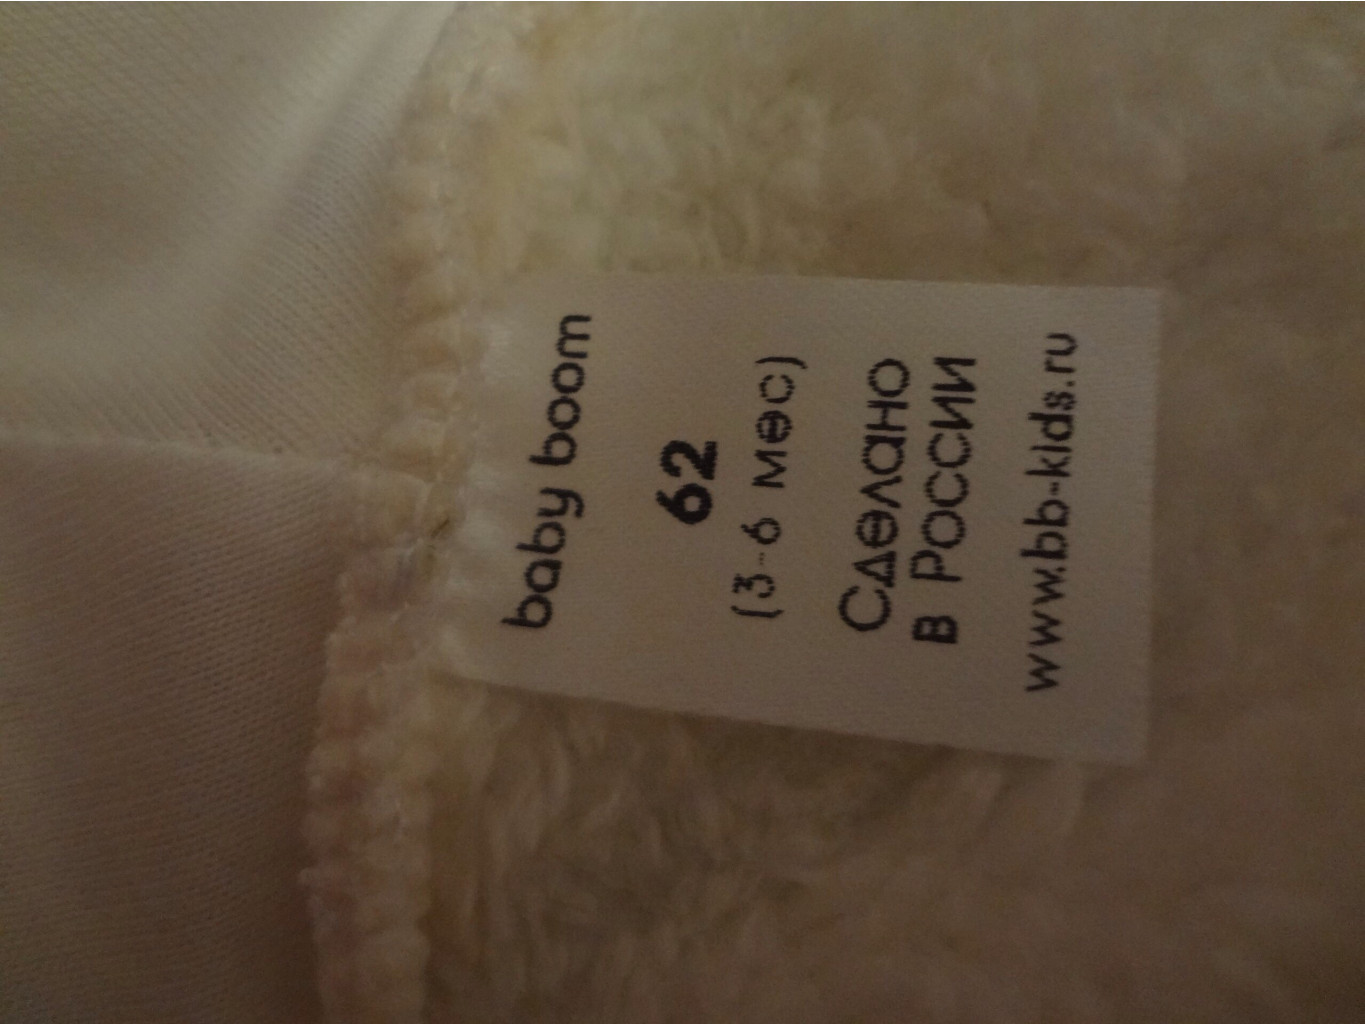 baby boom
62
(3-6 мес)
Сделано
в России
www.bb-kids.ru